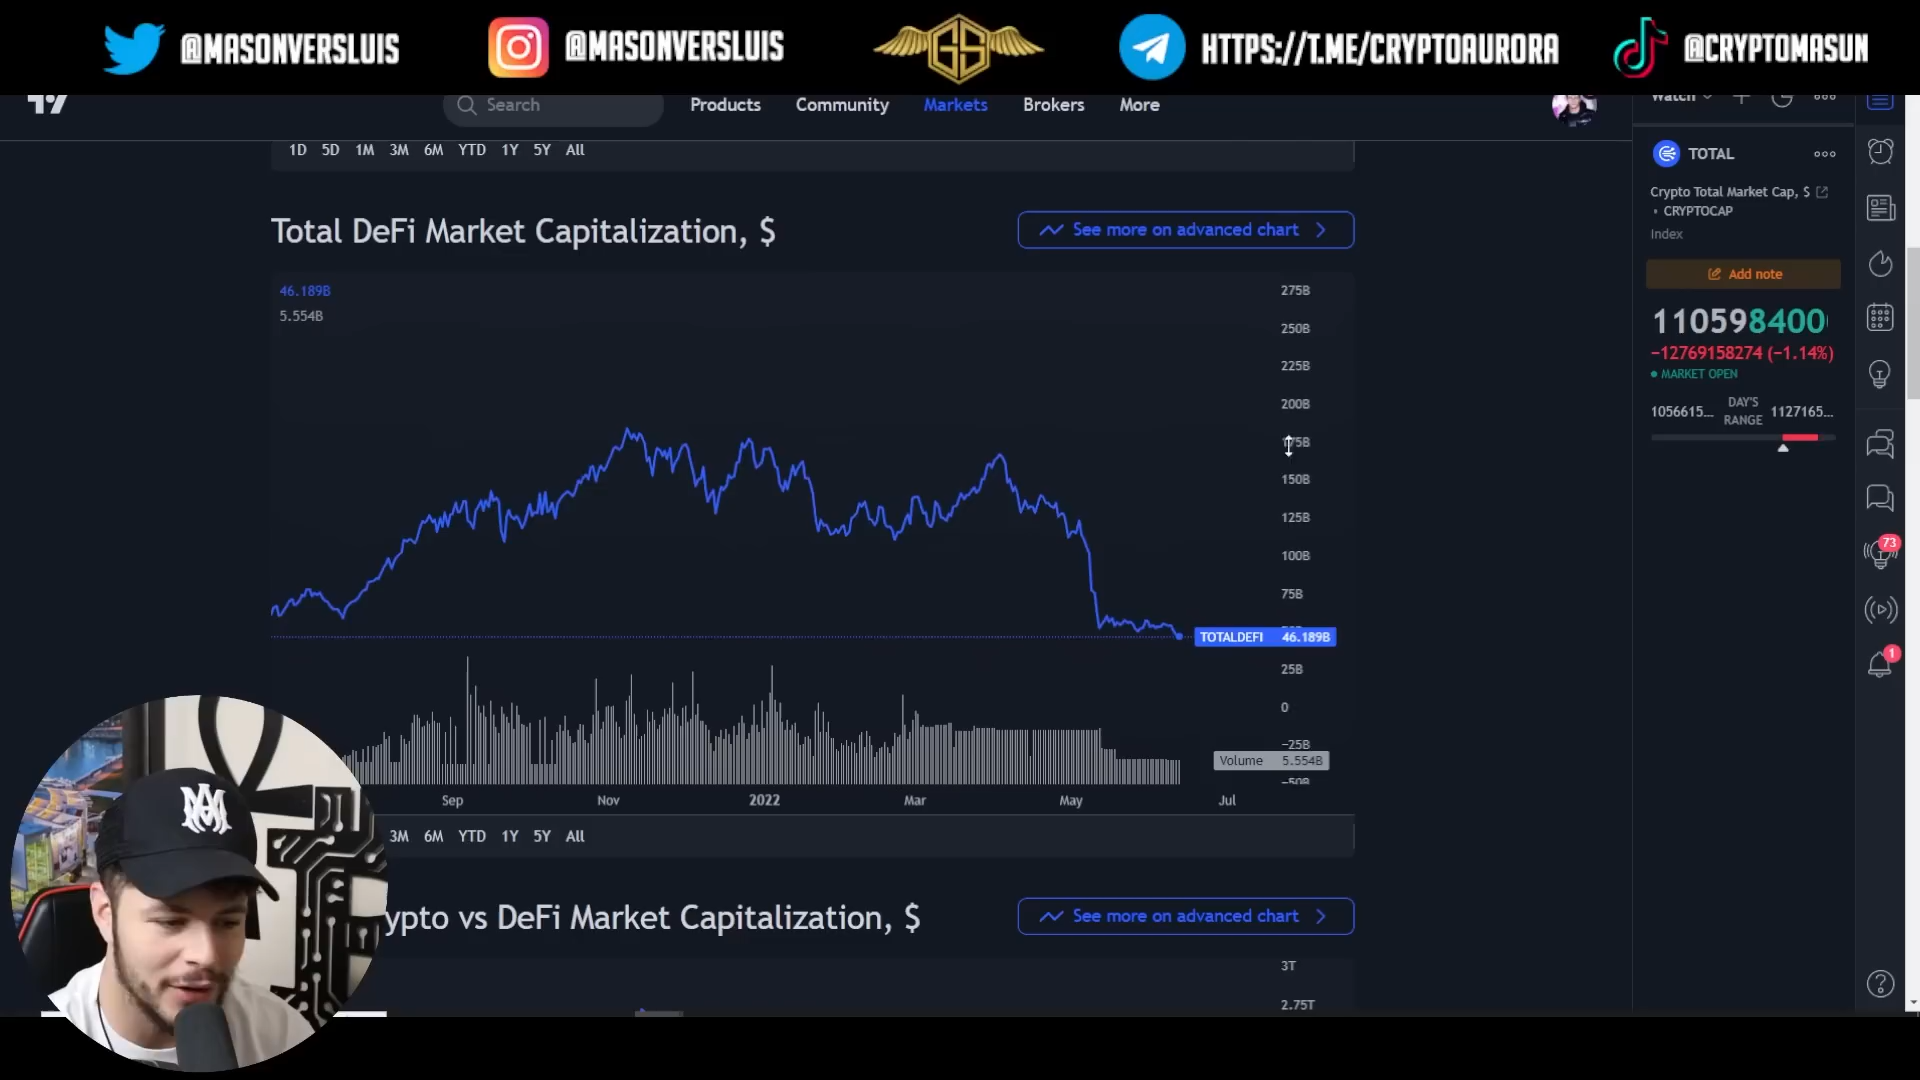 @MASONVERSLUIS
@MASONVERSLUIS
GS
HTTPS://T.ME/CRYPTOAURORA
@CRYPTOMASUN
Search
Products
Community
Markets
Brokers
More
Watch
1D 5D 1M 3M 6M YTD 1Y 5Y All
TOTAL
Crypto Total Market Cap, $
• CRYPTOCAP
Index
Add note
1105984000
−12769158274 (−1.14%)
• MARKET OPEN
1056615... DAY'S RANGE 1127165...
73
1
Total DeFi Market Capitalization, $
See more on advanced chart
46.189B
5.554B
275B
250B
225B
200B
175B
150B
125B
100B
75B
TOTALDEFI 46.189B
25B
0
−25B
Volume 5.554B
−50B
Sep Nov 2022 Mar May Jul
3M 6M YTD 1Y 5Y All
ypto vs DeFi Market Capitalization, $
See more on advanced chart
3T
2.75T